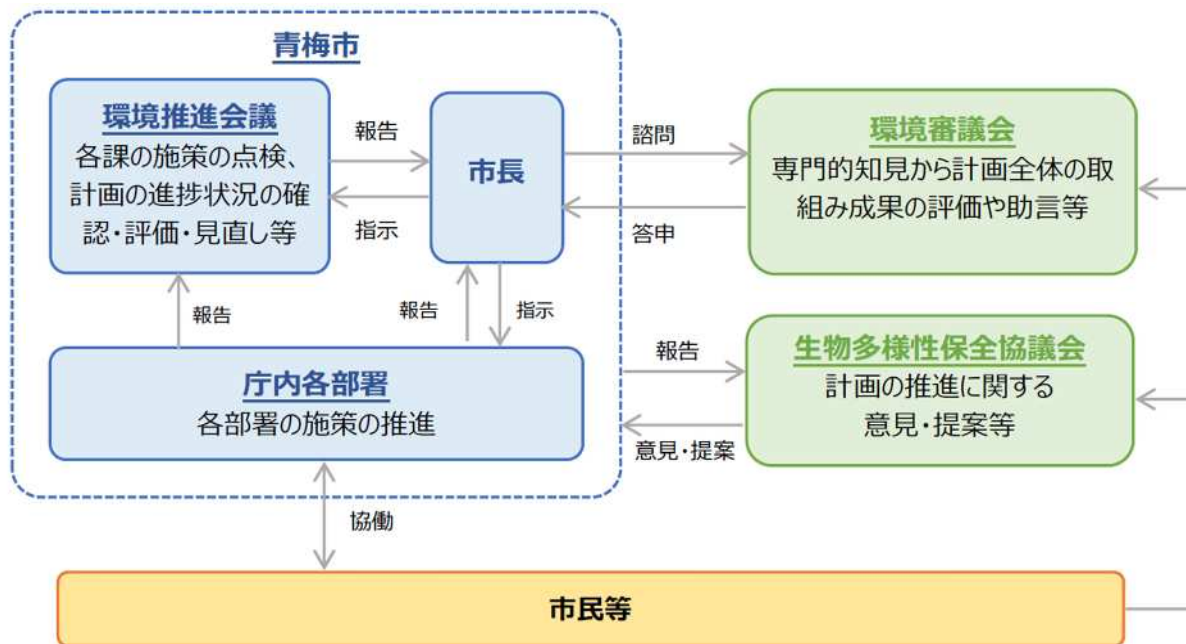 青梅市
環境推進会議
各課の施策の点検、
計画の進捗状況の確
認・評価・見直し等
報告
指示
市長
諮問
答申
環境審議会
専門的知見から計画全体の取
組み成果の評価や助言等
報告
報告
指示
庁内各部署
各部署の施策の推進
報告
意見・提案
生物多様性保全協議会
計画の推進に関する
意見・提案等
協働
市民等